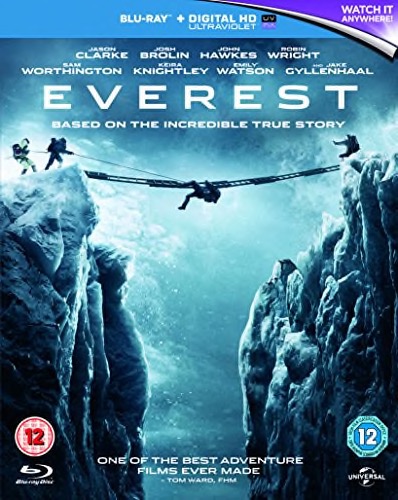 BLU-RAY™ + DIGITAL HD
ULTRAVIOLET
UV
WATCH IT
ANYWHERE!
JASON CLARKE
JOSH BROLIN
JOHN HAWKES
ROBIN WRIGHT
SAM WORTHINGTON
KEIRA KNIGHTLEY
EMILY WATSON
AND JAKE GYLLENHAAL
EVEREST
BASED ON THE INCREDIBLE TRUE STORY
12
12
ONE OF THE BEST ADVENTURE
FILMS EVER MADE
- TOM WARD, FHM
Blu-ray Disc
UNIVERSAL